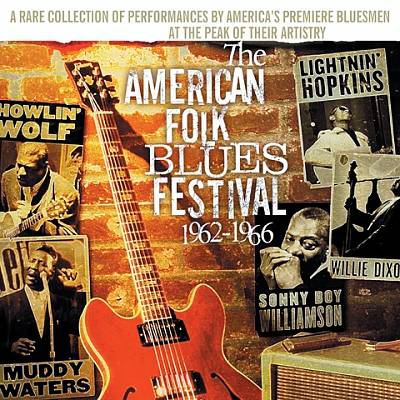 A RARE COLLECTION OF PERFORMANCES BY AMERICA'S PREMIERE BLUESMEN
AT THE PEAK OF THEIR ARTISTRY
The
AMERICAN
FOLK
BLUES
FESTIVAL
1962-1966
HOWLIN'
WOLF
LIGHTNIN'
HOPKINS
WILLIE DIXO
SONNY BOY
WILLIAMSON
MUDDY
WATERS